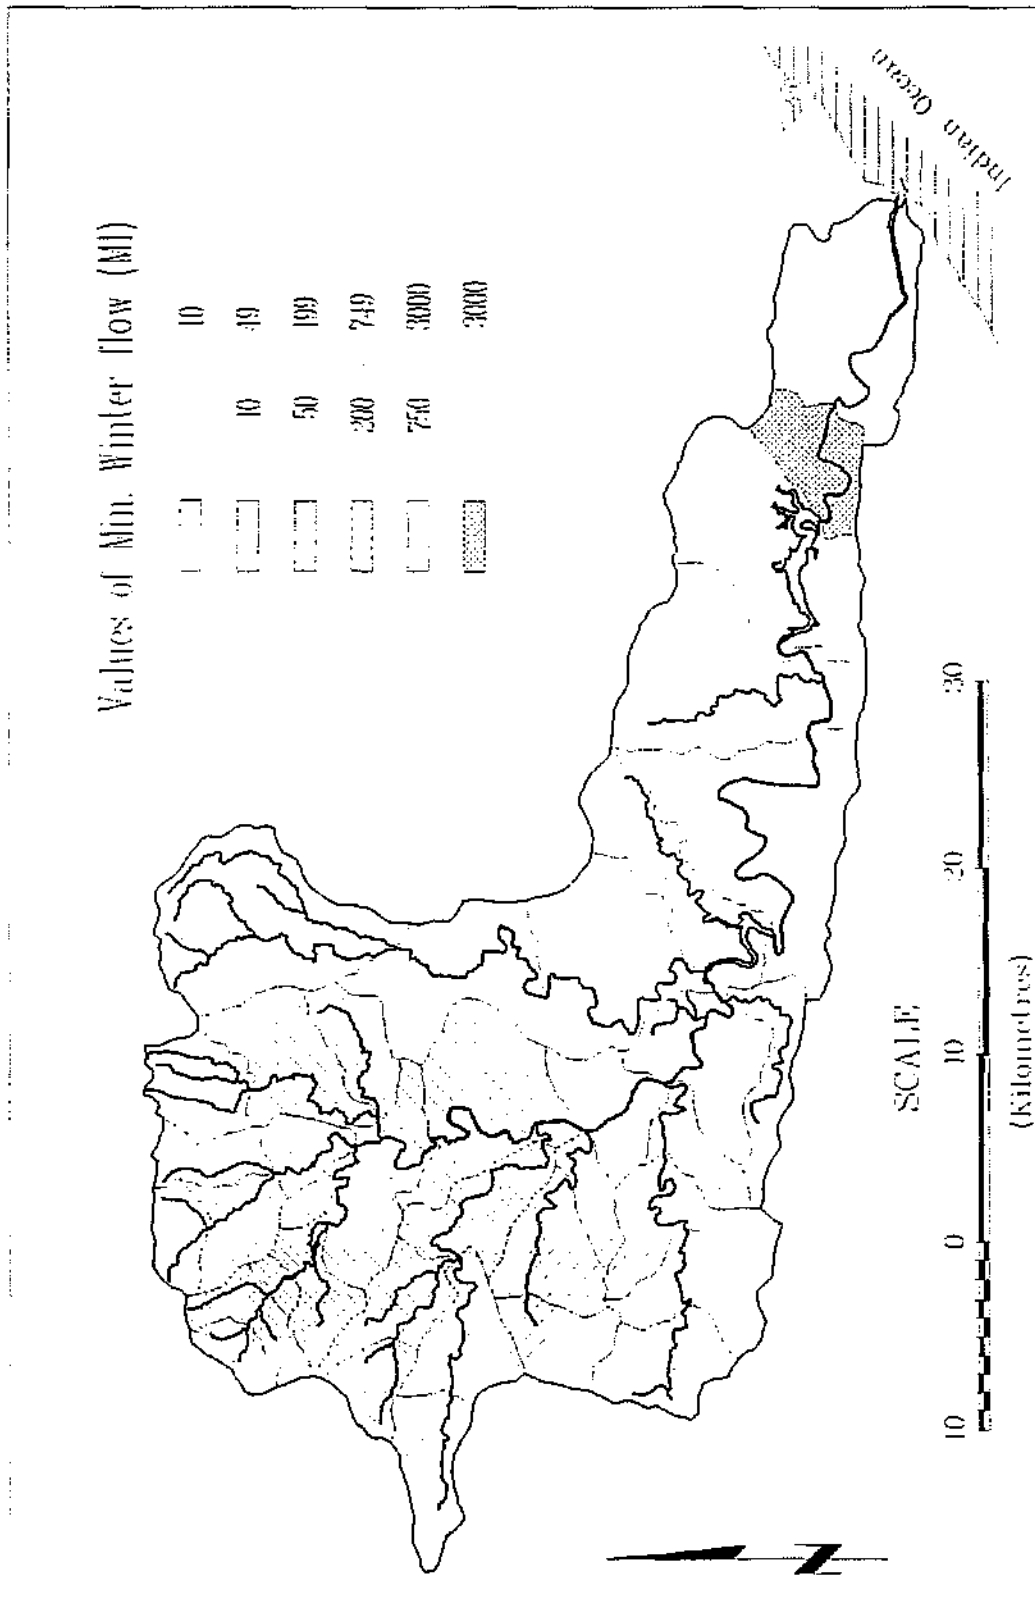 Values of Min. Winter flow (Ml)
10
10 49
50 199
200 749
750 3000
3000
Indian Ocean
SCALE
10 0 10 20 30
(Kilometres)
N